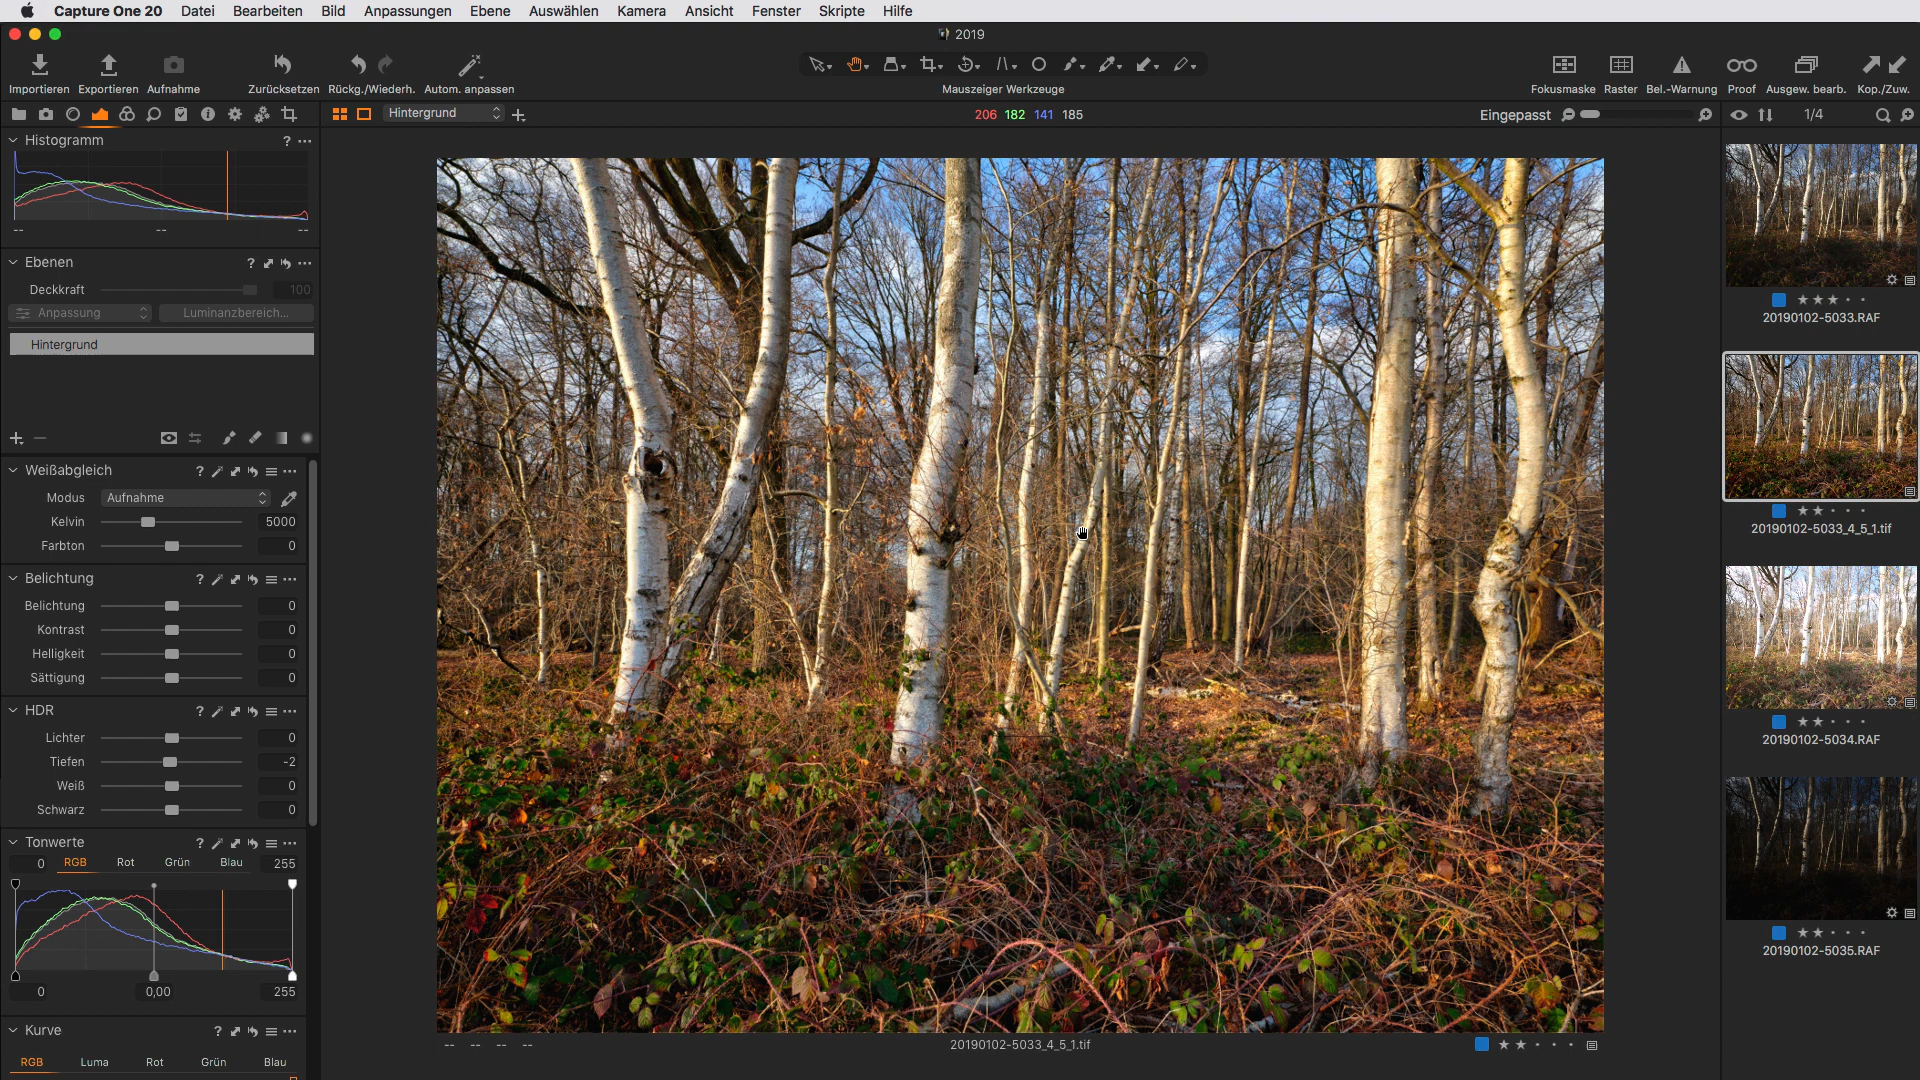 Capture One 20 Datei Bearbeiten Bild Anpassungen Ebene Auswählen Kamera Ansicht Fenster Skripte Hilfe
2019
Importieren Exportieren Aufnahme Zurücksetzen Rückg./Wiederh. Autom. anpassen Mauszeiger Werkzeuge Fokusmaske Raster Bel.-Warnung Proof Ausgew. bearb. Kop./Zuw.
Hintergrund 206 182 141 185 Eingepasst 1/4
Histogramm ? ...
-- -- --
Ebenen ? ...
Deckkraft 100
Anpassung Luminanzbereich...
Hintergrund
Weißabgleich ? ...
Modus Aufnahme
Kelvin 5000
Farbton 0
Belichtung ? ...
Belichtung 0
Kontrast 0
Helligkeit 0
Sättigung 0
HDR ? ...
Lichter 0
Tiefen -2
Weiß 0
Schwarz 0
Tonwerte ? ...
0 RGB Rot Grün Blau 255
0 0,00 255
Kurve ? ...
RGB Luma Rot Grün Blau
-- -- -- -- 20190102-5033_4_5_1.tif
20190102-5033.RAF
20190102-5033_4_5_1.tif
20190102-5034.RAF
20190102-5035.RAF